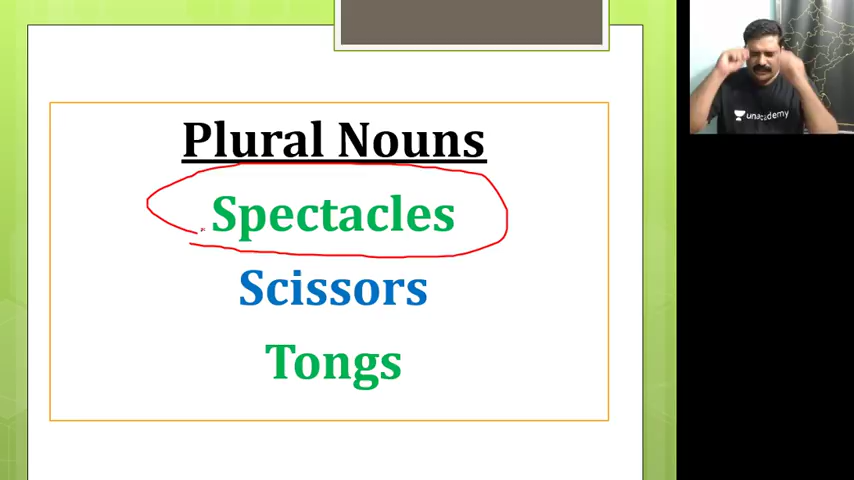 Plural Nouns
Spectacles
Scissors
Tongs
unacademy